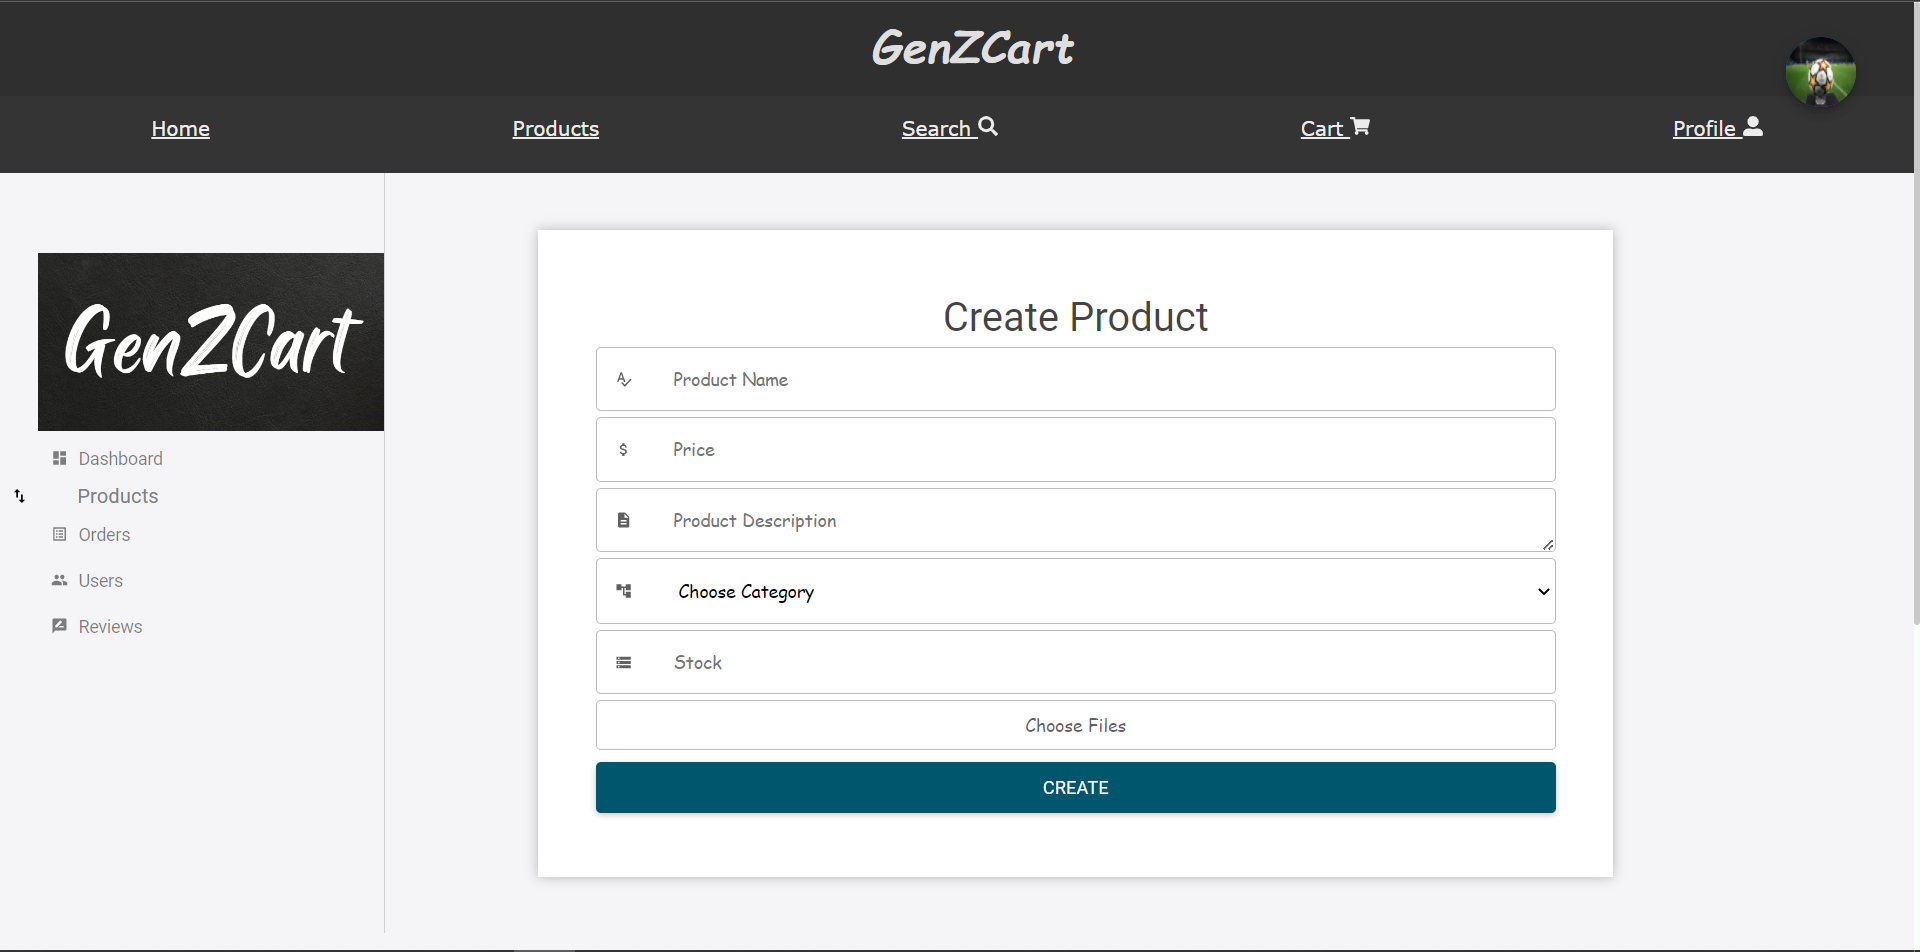 GenZCart
Home Products Search Cart Profile
GenZCart
Dashboard
Products
Orders
Users
Reviews
Create Product
Product Name
Price
Product Description
Choose Category
Stock
Choose Files
CREATE